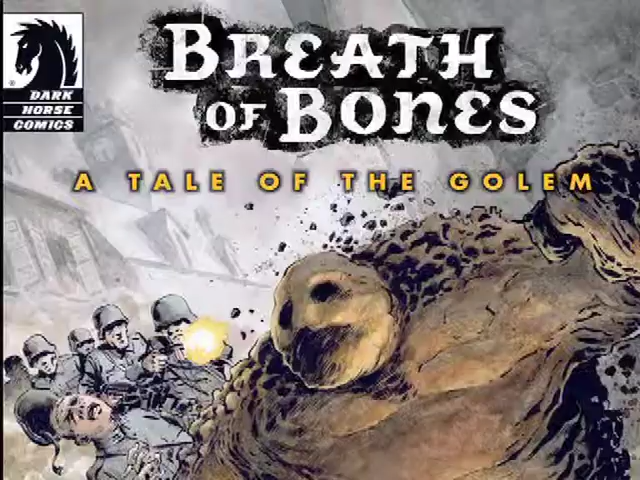 BREATH
OF BONES
A TALE OF THE GOLEM
DARK
HORSE
COMICS